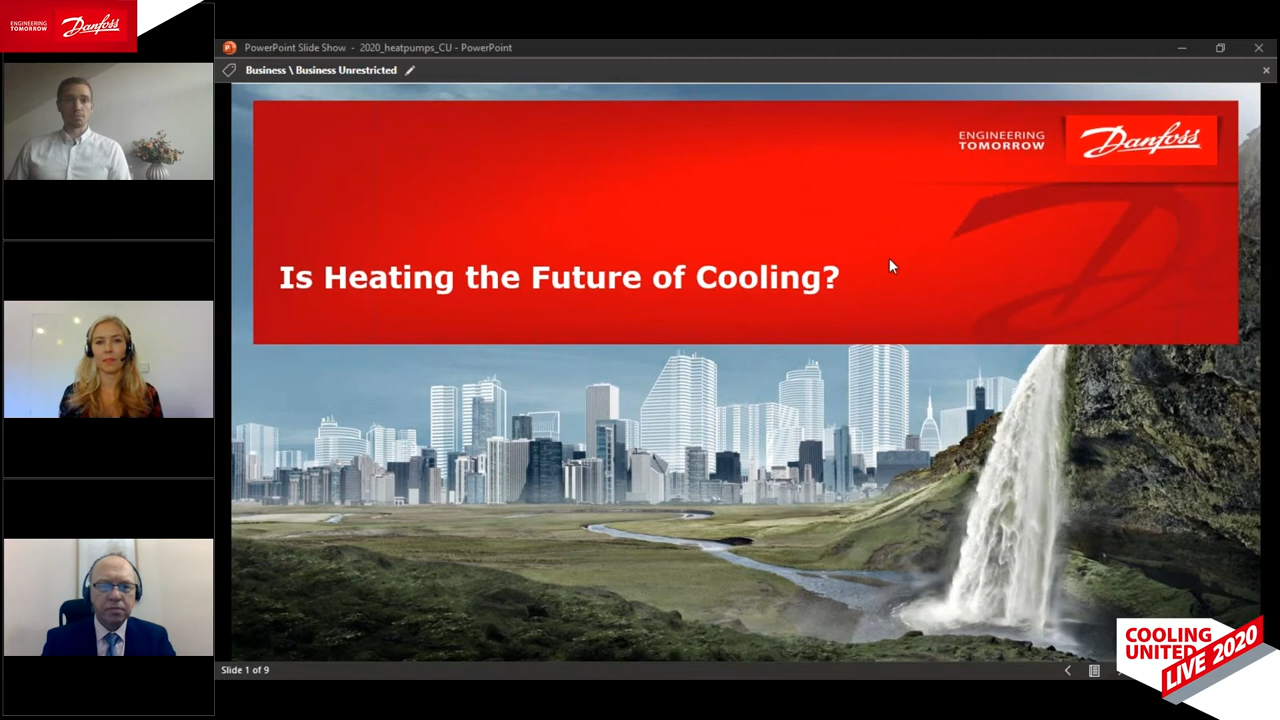 ENGINEERING
TOMORROW
Danfoss
PowerPoint Slide Show - 2020_heatpumps_CU - PowerPoint
Business \ Business Unrestricted
ENGINEERING
TOMORROW
Danfoss
Is Heating the Future of Cooling?
Slide 1 of 9
COOLING
UNITED
LIVE 2020